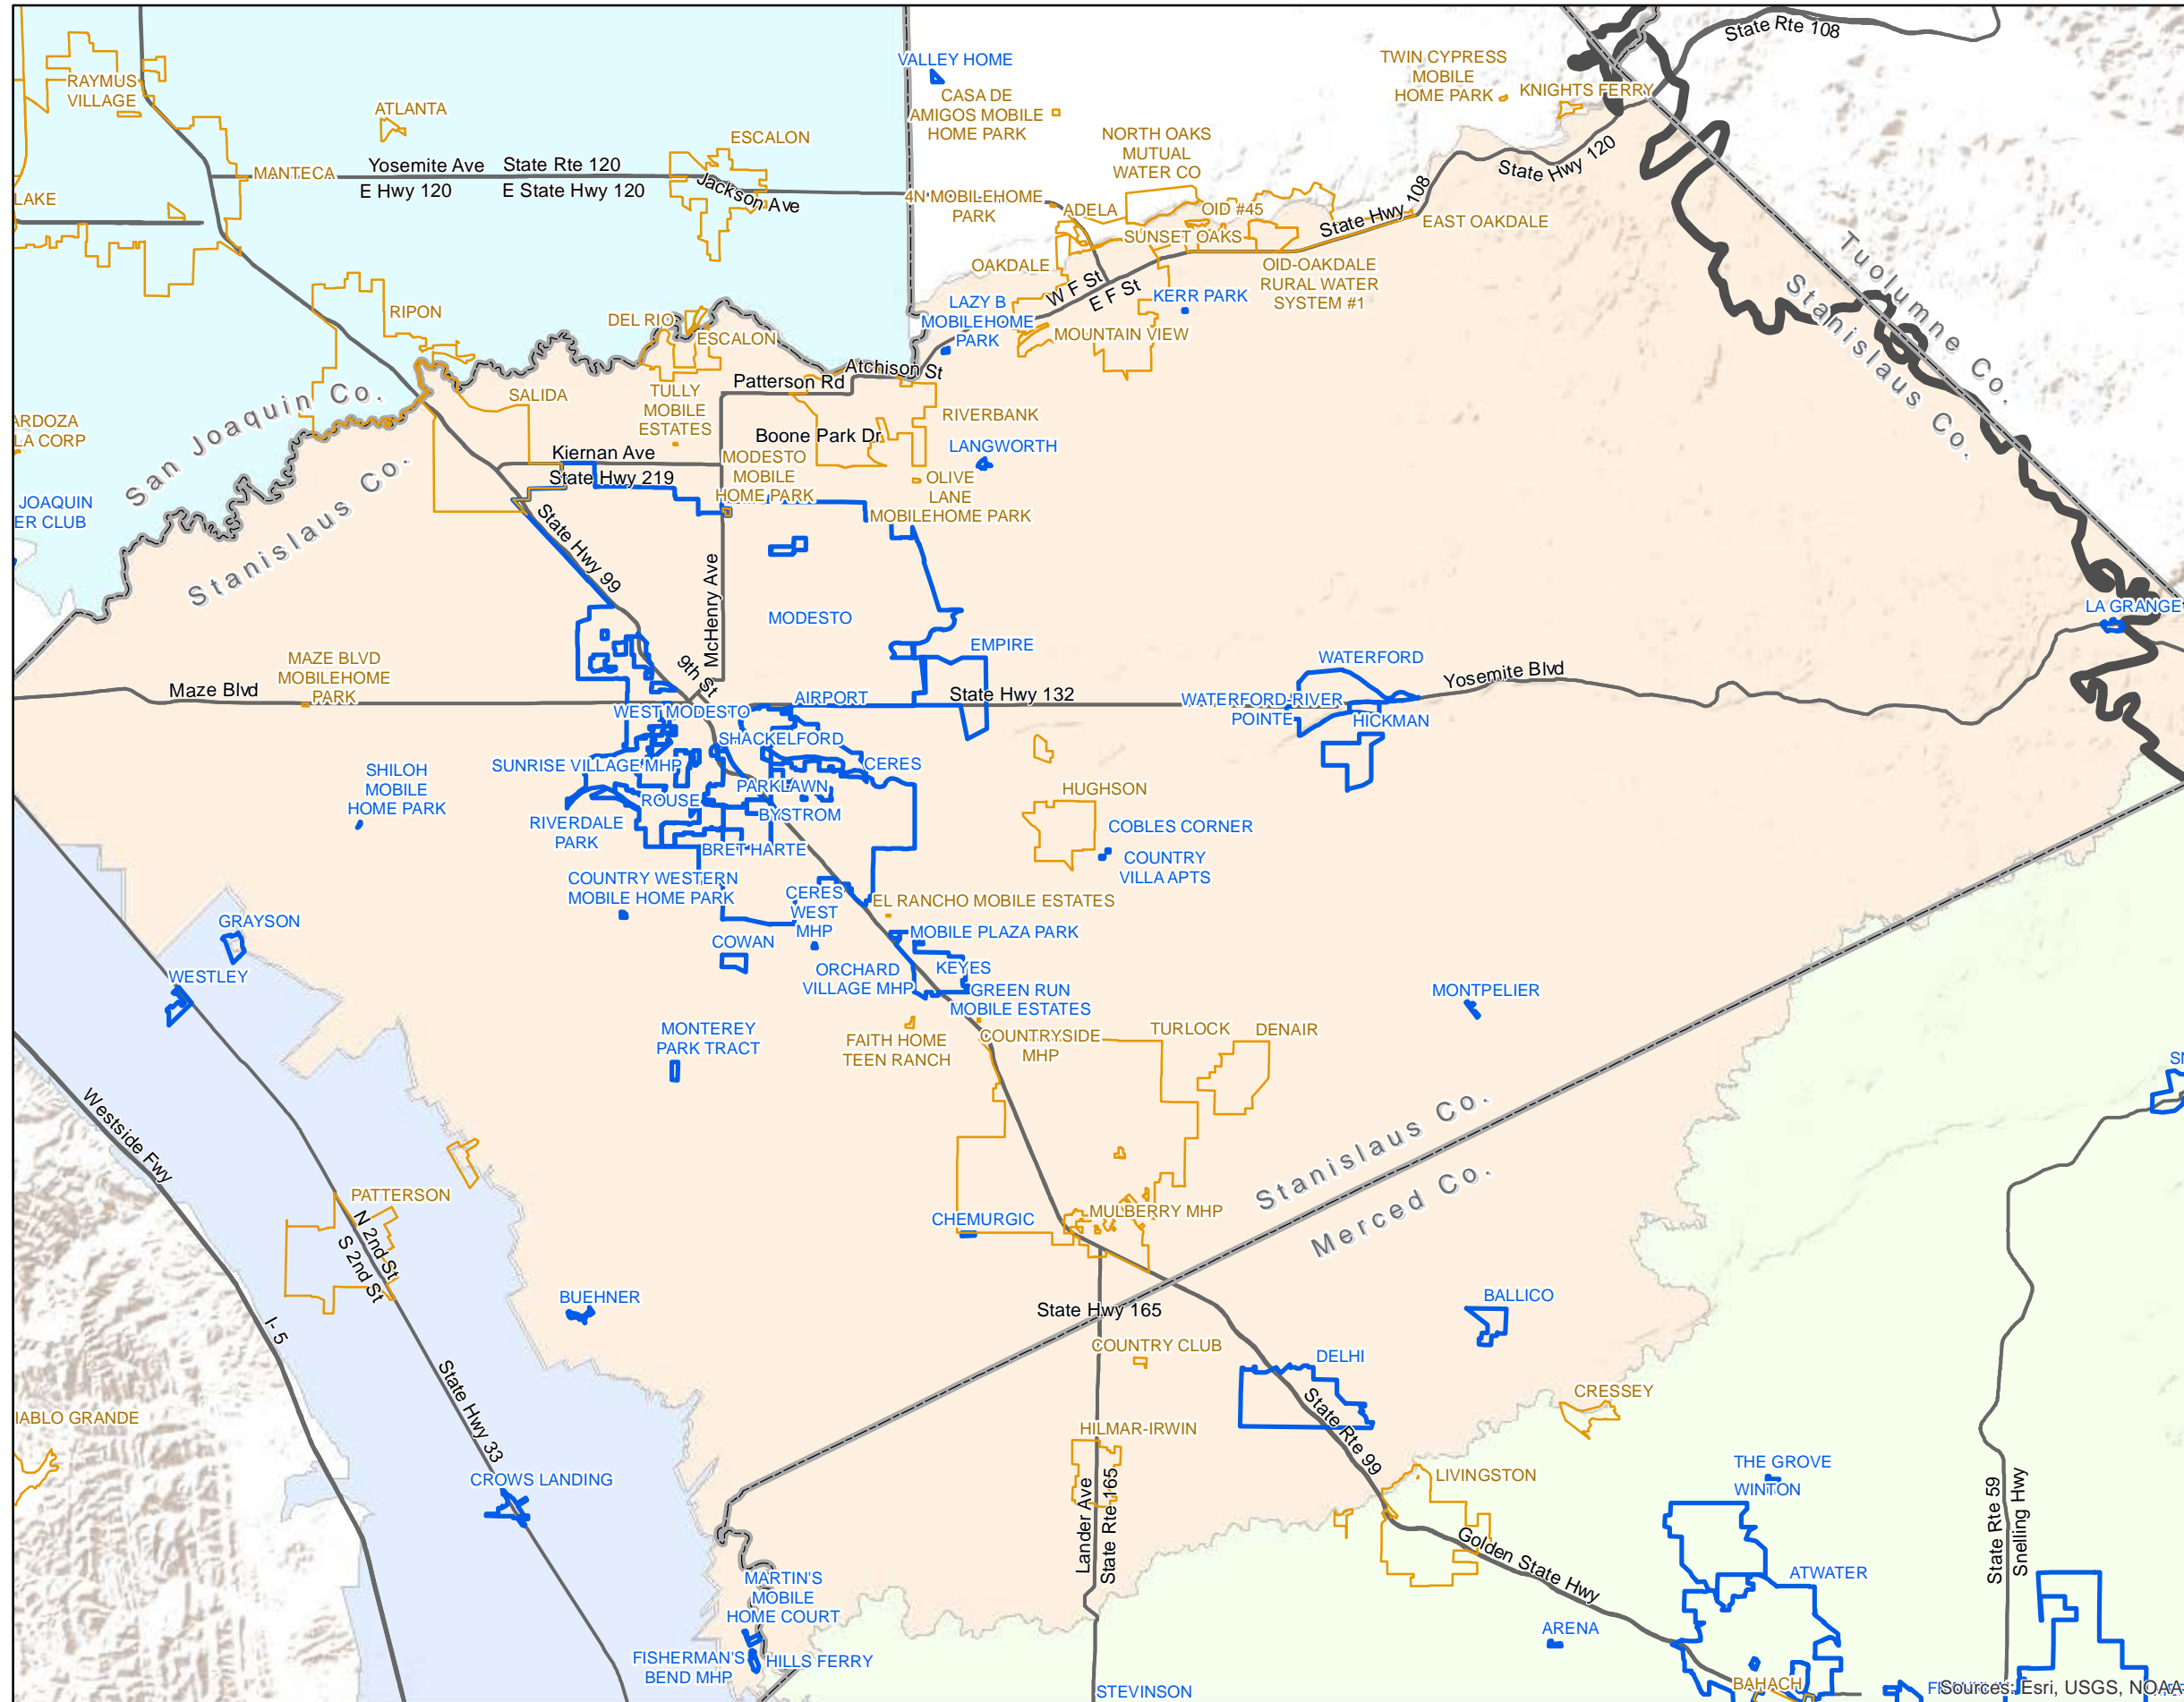 State Rte 108
VALLEY HOME
TWIN CYPRESS
MOBILE
HOME PARK
KNIGHTS FERRY
RAYMUS
VILLAGE
ATLANTA
CASA DE
AMIGOS MOBILE
HOME PARK
ESCALON
NORTH OAKS
MUTUAL
WATER CO
State Hwy 120
MANTECA
Yosemite Ave
State Rte 120
E Hwy 120
E State Hwy 120
Jackson Ave
LAKE
4N MOBILEHOME
PARK
ADELA
OID #45
State Hwy 108
EAST OAKDALE
SUNSET OAKS
OAKDALE
OID-OAKDALE
RURAL WATER
SYSTEM #1
W F St
E F St
KERR PARK
Tuolumne Co.
Stanislaus Co.
RIPON
DEL RIO
ESCALON
LAZY B
MOBILEHOME
PARK
MOUNTAIN VIEW
Atchison St
Patterson Rd
San Joaquin Co.
Stanislaus Co.
SALIDA
TULLY
MOBILE
ESTATES
RIVERBANK
Boone Park Dr
LANGWORTH
ARDOZA
LA CORP
Kiernan Ave
State Hwy 219
MODESTO
MOBILE
HOME PARK
OLIVE
LANE
MOBILEHOME PARK
JOAQUIN
ER CLUB
State Hwy 99
McHenry Ave
MODESTO
LA GRANGE
EMPIRE
MAZE BLVD
MOBILEHOME
PARK
Maze Blvd
9th St
WATERFORD
Yosemite Blvd
AIRPORT
State Hwy 132
WATERFORD-RIVER
POINTE
HICKMAN
WEST MODESTO
SHACKELFORD
SUNRISE VILLAGE MHP
CERES
SHILOH
MOBILE
HOME PARK
PARKLAWN
ROUSE
BYSTROM
HUGHSON
RIVERDALE
PARK
COBLES CORNER
BRET HARTE
COUNTRY
VILLA APTS
COUNTRY WESTERN
MOBILE HOME PARK
CERES
WEST
MHP
EL RANCHO MOBILE ESTATES
GRAYSON
MOBILE PLAZA PARK
COWAN
WESTLEY
ORCHARD
VILLAGE MHP
KEYES
GREEN RUN
MOBILE ESTATES
MONTPELIER
MONTEREY
PARK TRACT
FAITH HOME
TEEN RANCH
COUNTRYSIDE
MHP
TURLOCK
DENAIR
Westside Fwy
Stanislaus Co.
Merced Co.
PATTERSON
N 2nd St
S 2nd St
CHEMURGIC
MULBERRY MHP
BUEHNER
State Hwy 165
BALLICO
I- 5
COUNTRY CLUB
DELHI
State Hwy 33
CRESSEY
IABLO GRANDE
HILMAR-IRWIN
State Rte 99
CROWS LANDING
LIVINGSTON
THE GROVE
WINTON
Lander Ave
State Rte 165
Golden State Hwy
State Rte 59
Snelling Hwy
ATWATER
MARTIN'S
MOBILE
HOME COURT
ARENA
FISHERMAN'S
BEND MHP
HILLS FERRY
STEVINSON
BAHACH
Sources: Esri, USGS, NOAA